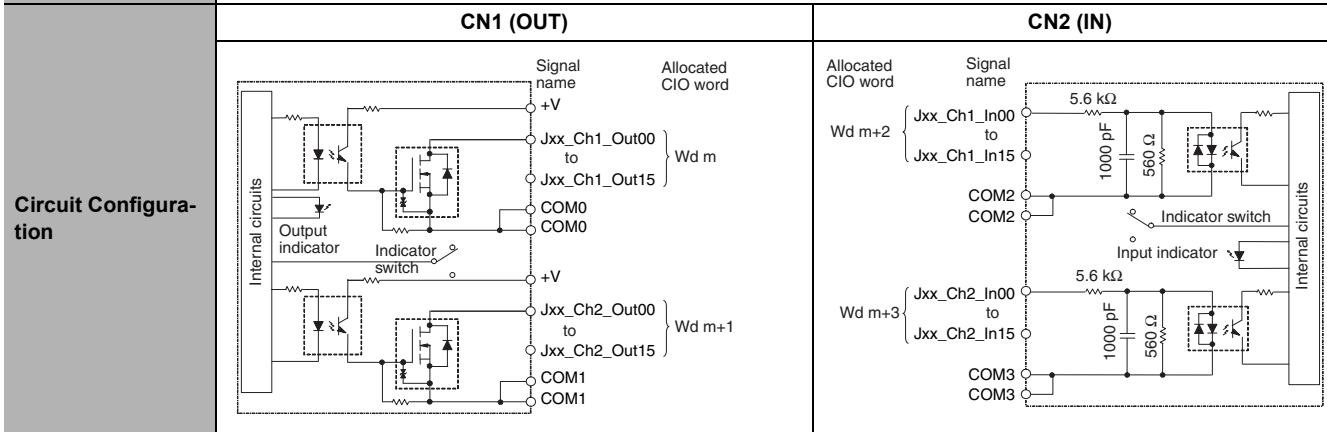 CN1 (OUT)
CN2 (IN)
Circuit Configura-
tion
Signal
name
Allocated
CIO word
+V
Jxx_Ch1_Out00
to
Jxx_Ch1_Out15
Wd m
COM0
COM0
Internal circuits
Output
indicator
Indicator
switch
+V
Jxx_Ch2_Out00
to
Jxx_Ch2_Out15
Wd m+1
COM1
COM1
Allocated
CIO word
Signal
name
Wd m+2
Jxx_Ch1_In00
to
Jxx_Ch1_In15
COM2
COM2
5.6 kΩ
1000 pF
560 Ω
Indicator switch
Input indicator
Internal circuits
Wd m+3
Jxx_Ch2_In00
to
Jxx_Ch2_In15
COM3
COM3
5.6 kΩ
1000 pF
560 Ω